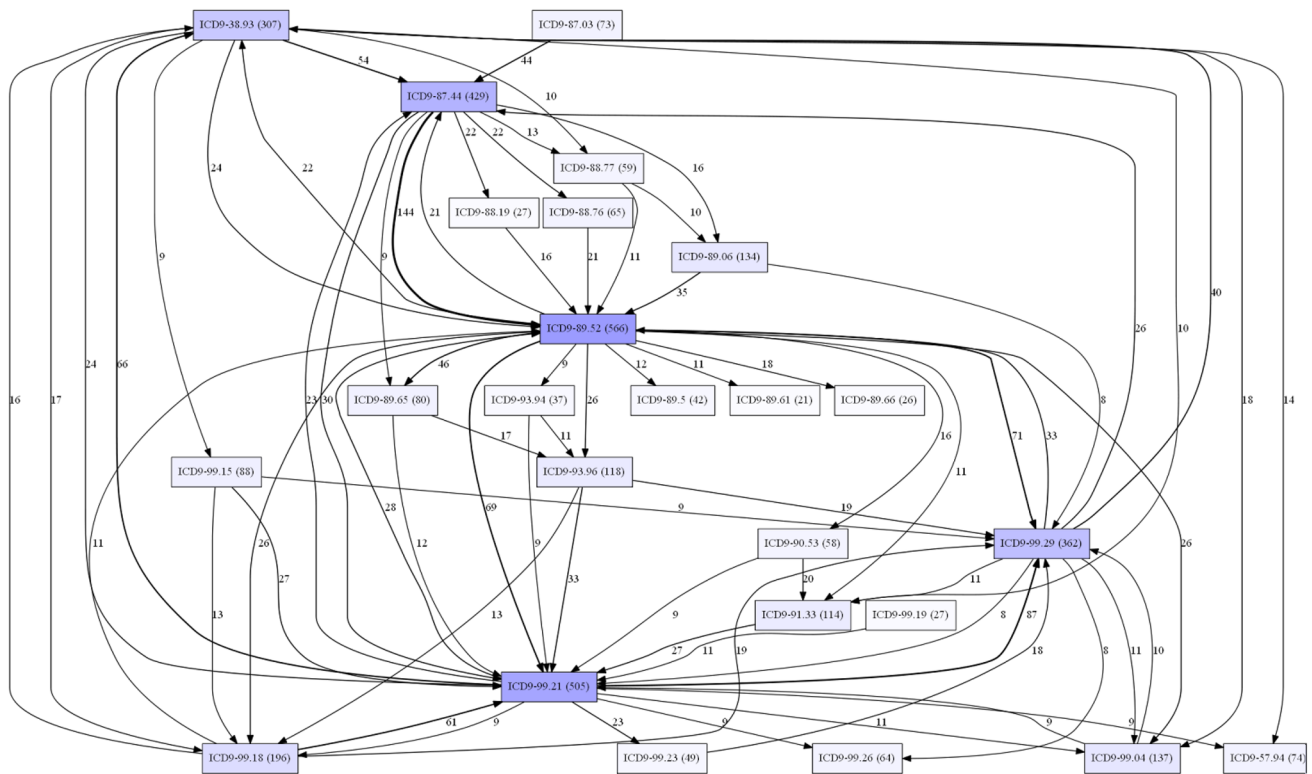 ICD9-38.93 (307)
ICD9-87.03 (73)
54
44
ICD9-87.44 (429)
10
22
22
13
24
22
ICD9-88.77 (59)
16
144
21
ICD9-88.19 (27)
ICD9-88.76 (65)
10
9
9
16
21
11
ICD9-89.06 (134)
35
ICD9-89.52 (566)
40
26
10
24
66
46
9
12
11
18
16
17
23
30
ICD9-89.65 (80)
ICD9-93.94 (37)
26
ICD9-89.5 (42)
ICD9-89.61 (21)
ICD9-89.66 (26)
8
18
14
17
11
16
71
33
ICD9-99.15 (88)
ICD9-93.96 (118)
11
28
69
19
9
11
26
12
9
ICD9-90.53 (58)
ICD9-99.29 (362)
26
27
33
20
11
13
13
9
ICD9-91.33 (114)
ICD9-99.19 (27)
8
87
27
11
19
18
8
11
10
ICD9-99.21 (505)
61
9
23
9
11
9
9
ICD9-99.18 (196)
ICD9-99.23 (49)
ICD9-99.26 (64)
ICD9-99.04 (137)
ICD9-57.94 (74)